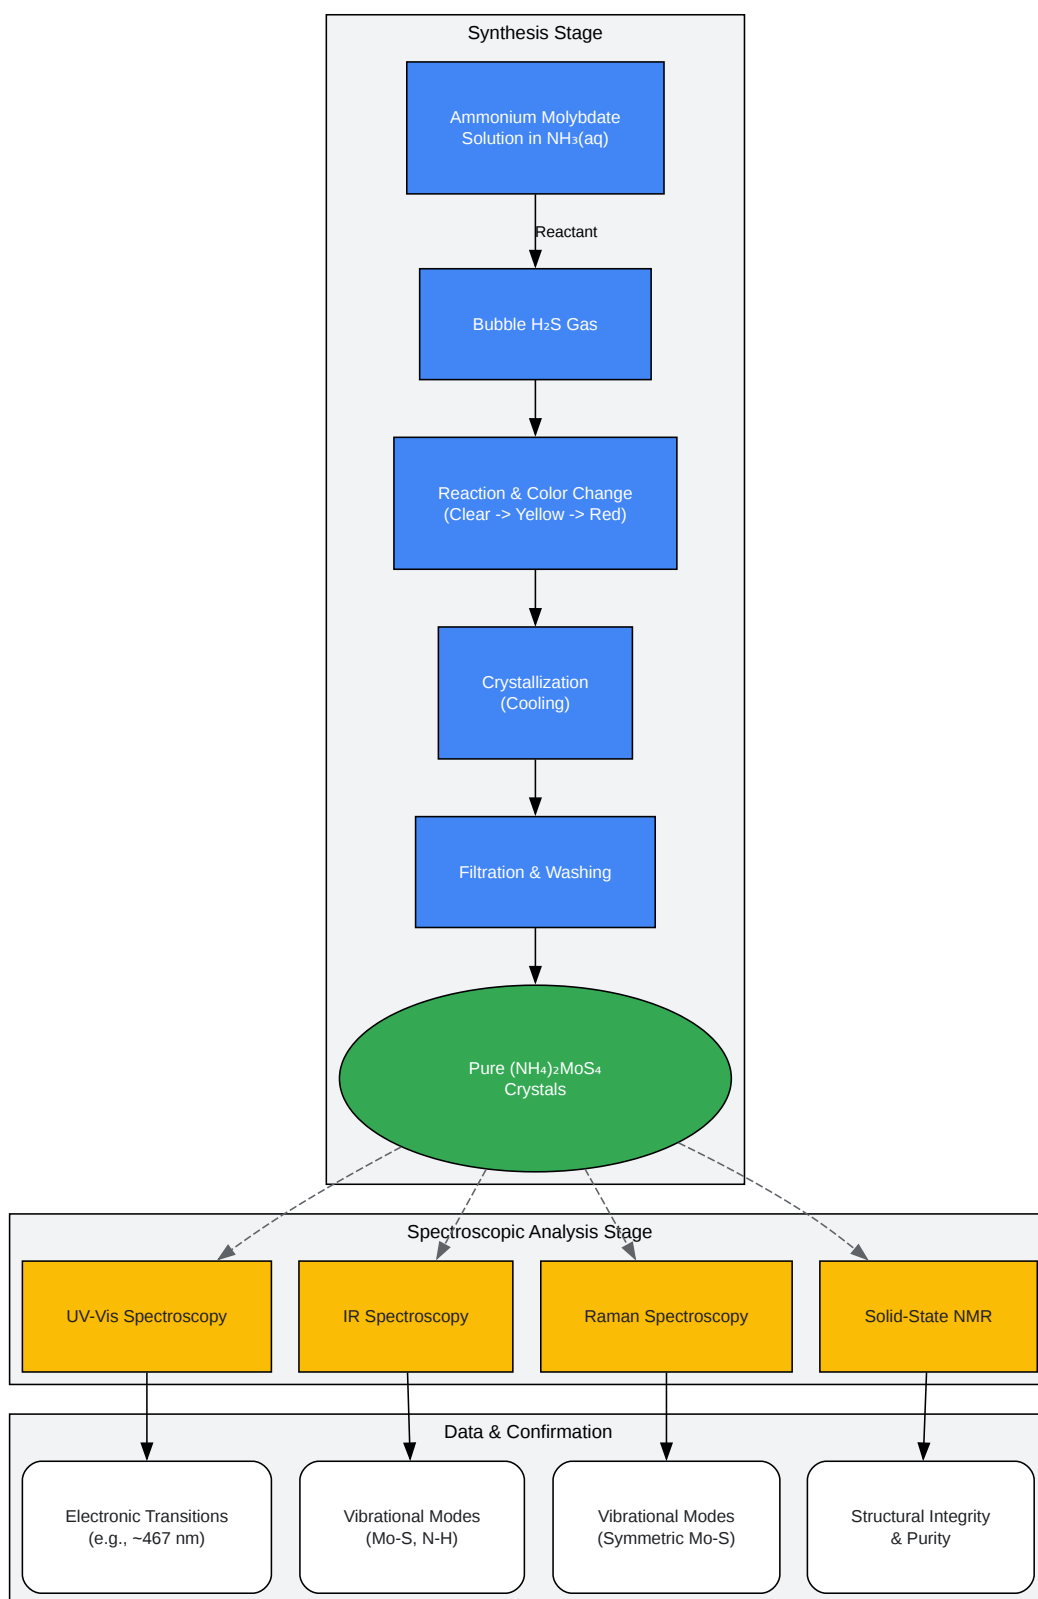 Synthesis Stage
Ammonium Molybdate
Solution in NH₃(aq)
Reactant
Bubble H₂S Gas
Reaction & Color Change
(Clear -> Yellow -> Red)
Crystallization
(Cooling)
Filtration & Washing
Pure (NH₄)₂MoS₄
Crystals
Spectroscopic Analysis Stage
UV-Vis Spectroscopy
IR Spectroscopy
Raman Spectroscopy
Solid-State NMR
Data & Confirmation
Electronic Transitions
(e.g., ~467 nm)
Vibrational Modes
(Mo-S, N-H)
Vibrational Modes
(Symmetric Mo-S)
Structural Integrity
& Purity